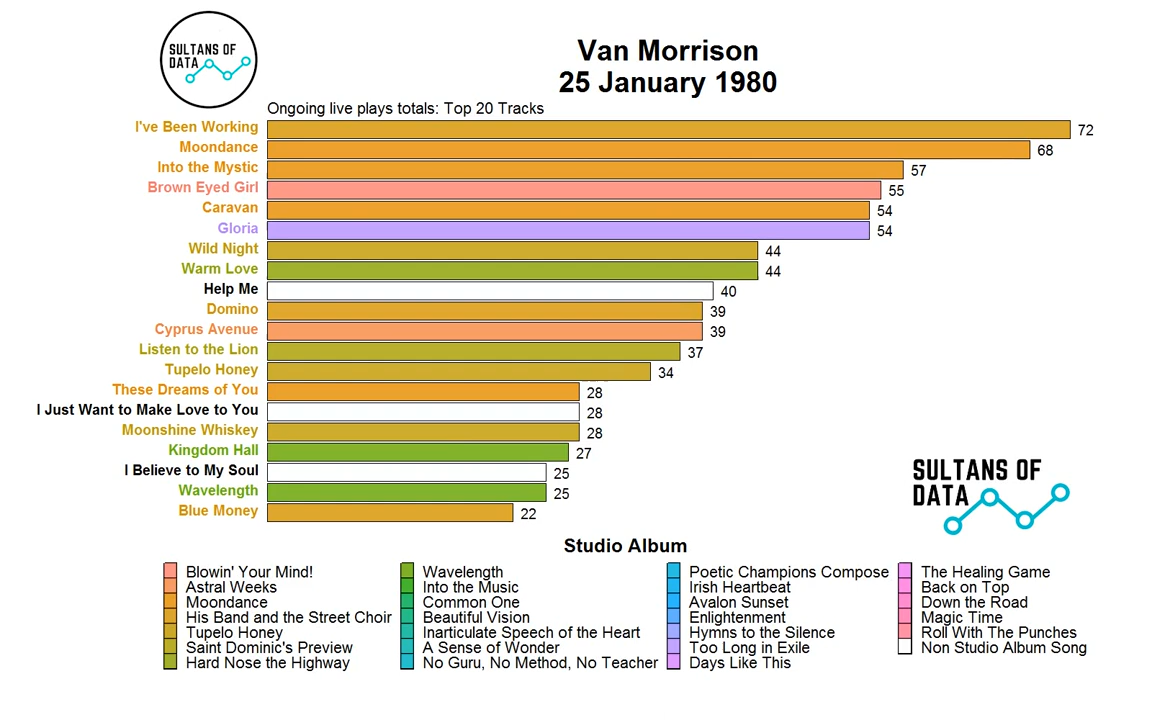 SULTANS OF
DATA
Van Morrison
25 January 1980
Ongoing live plays totals: Top 20 Tracks
I've Been Working 72
Moondance 68
Into the Mystic 57
Brown Eyed Girl 55
Caravan 54
Gloria 54
Wild Night 44
Warm Love 44
Help Me 40
Domino 39
Cyprus Avenue 39
Listen to the Lion 37
Tupelo Honey 34
These Dreams of You 28
I Just Want to Make Love to You 28
Moonshine Whiskey 28
Kingdom Hall 27
I Believe to My Soul 25
Wavelength 25
Blue Money 22
SULTANS OF
DATA
Studio Album
Blowin' Your Mind!
Astral Weeks
Moondance
His Band and the Street Choir
Tupelo Honey
Saint Dominic's Preview
Hard Nose the Highway
Wavelength
Into the Music
Common One
Beautiful Vision
Inarticulate Speech of the Heart
A Sense of Wonder
No Guru, No Method, No Teacher
Poetic Champions Compose
Irish Heartbeat
Avalon Sunset
Enlightenment
Hymns to the Silence
Too Long in Exile
Days Like This
The Healing Game
Back on Top
Down the Road
Magic Time
Roll With The Punches
Non Studio Album Song